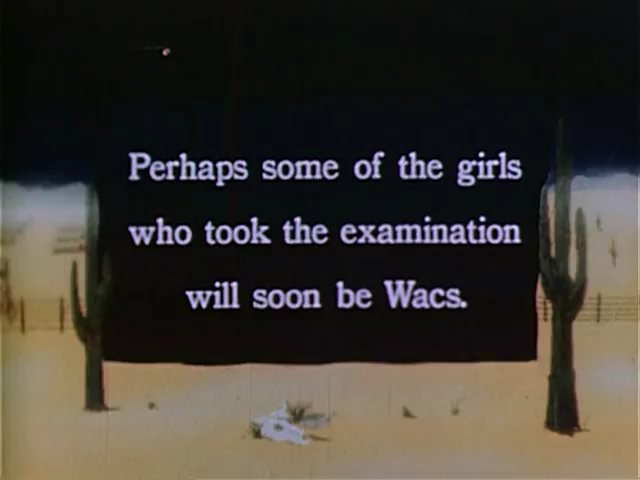 Perhaps some of the girls
who took the examination
will soon be Wacs.